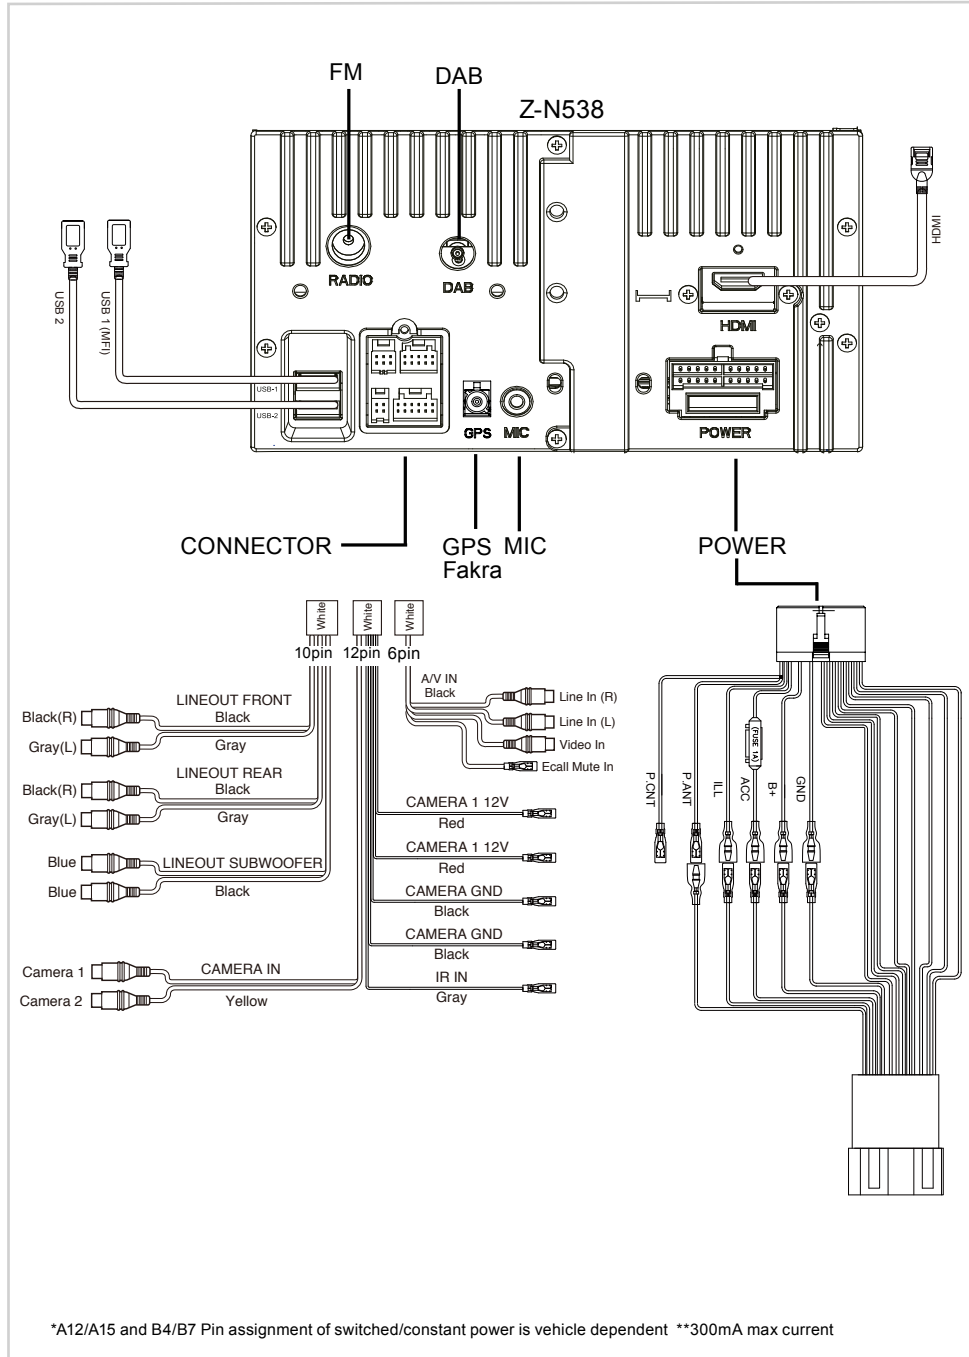 FM
DAB
Z-N538
HDMI
RADIO
DAB
HDMI
USB 2
USB 1 (MFI)
USB-1
USB-2
GPS
MIC
POWER
CONNECTOR
GPS
Fakra
MIC
POWER
White
White
White
10pin
12pin
6pin
A/V IN
Black
Line In (R)
Line In (L)
Video In
Ecall Mute In
LINEOUT FRONT
Black(R)
Black
Gray(L)
Gray
LINEOUT REAR
Black(R)
Black
Gray(L)
Gray
Blue
LINEOUT SUBWOOFER
Blue
Black
CAMERA 1 12V
Red
CAMERA 1 12V
Red
CAMERA GND
Black
CAMERA GND
Black
IR IN
Gray
Camera 1
CAMERA IN
Camera 2
Yellow
(FUSE 1A)
P.CNT
P.ANT
ILL
ACC
B+
GND
*A12/A15 and B4/B7 Pin assignment of switched/constant power is vehicle dependent **300mA max current